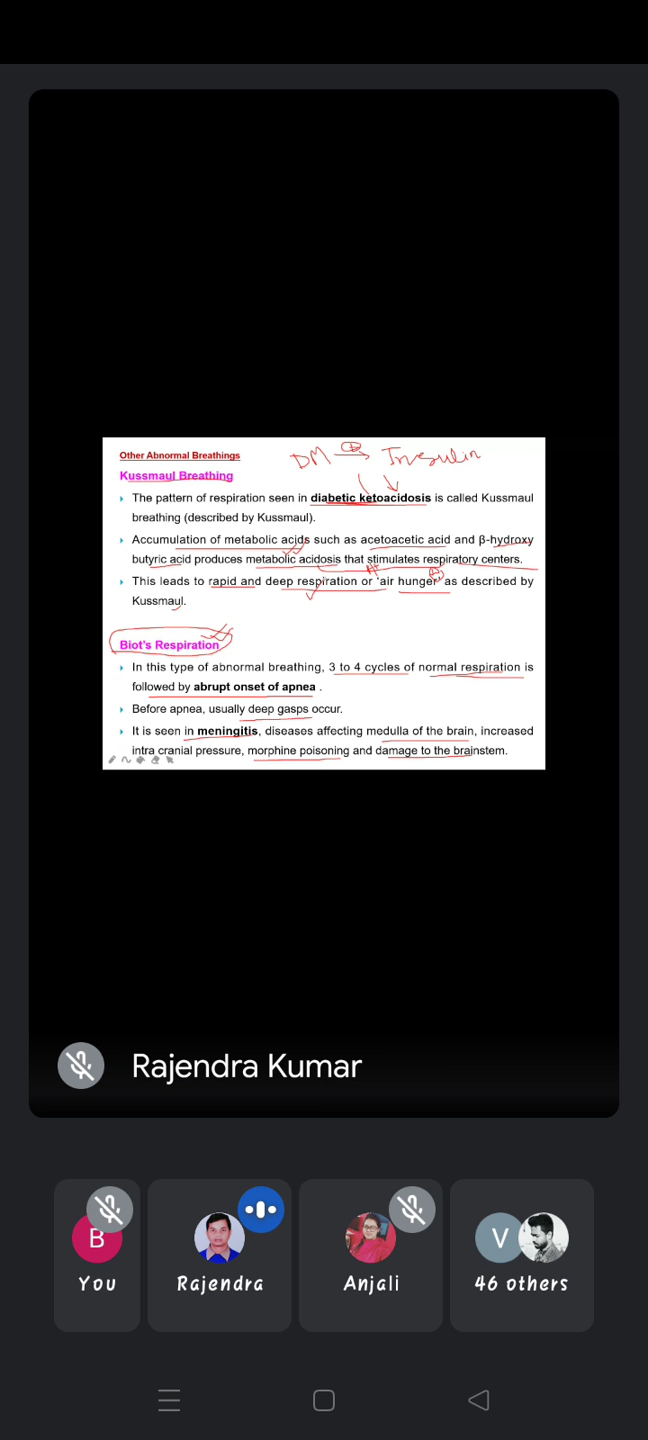 Other Abnormal Breathings
DM → Insulin
Kussmaul Breathing
The pattern of respiration seen in diabetic ketoacidosis is called Kussmaul
breathing (described by Kussmaul).
Accumulation of metabolic acids such as acetoacetic acid and β-hydroxy
butyric acid produces metabolic acidosis that stimulates respiratory centers.
This leads to rapid and deep respiration or 'air hunger' as described by
Kussmaul.
Biot's Respiration
In this type of abnormal breathing, 3 to 4 cycles of normal respiration is
followed by abrupt onset of apnea .
Before apnea, usually deep gasps occur.
It is seen in meningitis, diseases affecting medulla of the brain, increased
intra cranial pressure, morphine poisoning and damage to the brainstem.
Rajendra Kumar
B V
You Rajendra Anjali 46 others